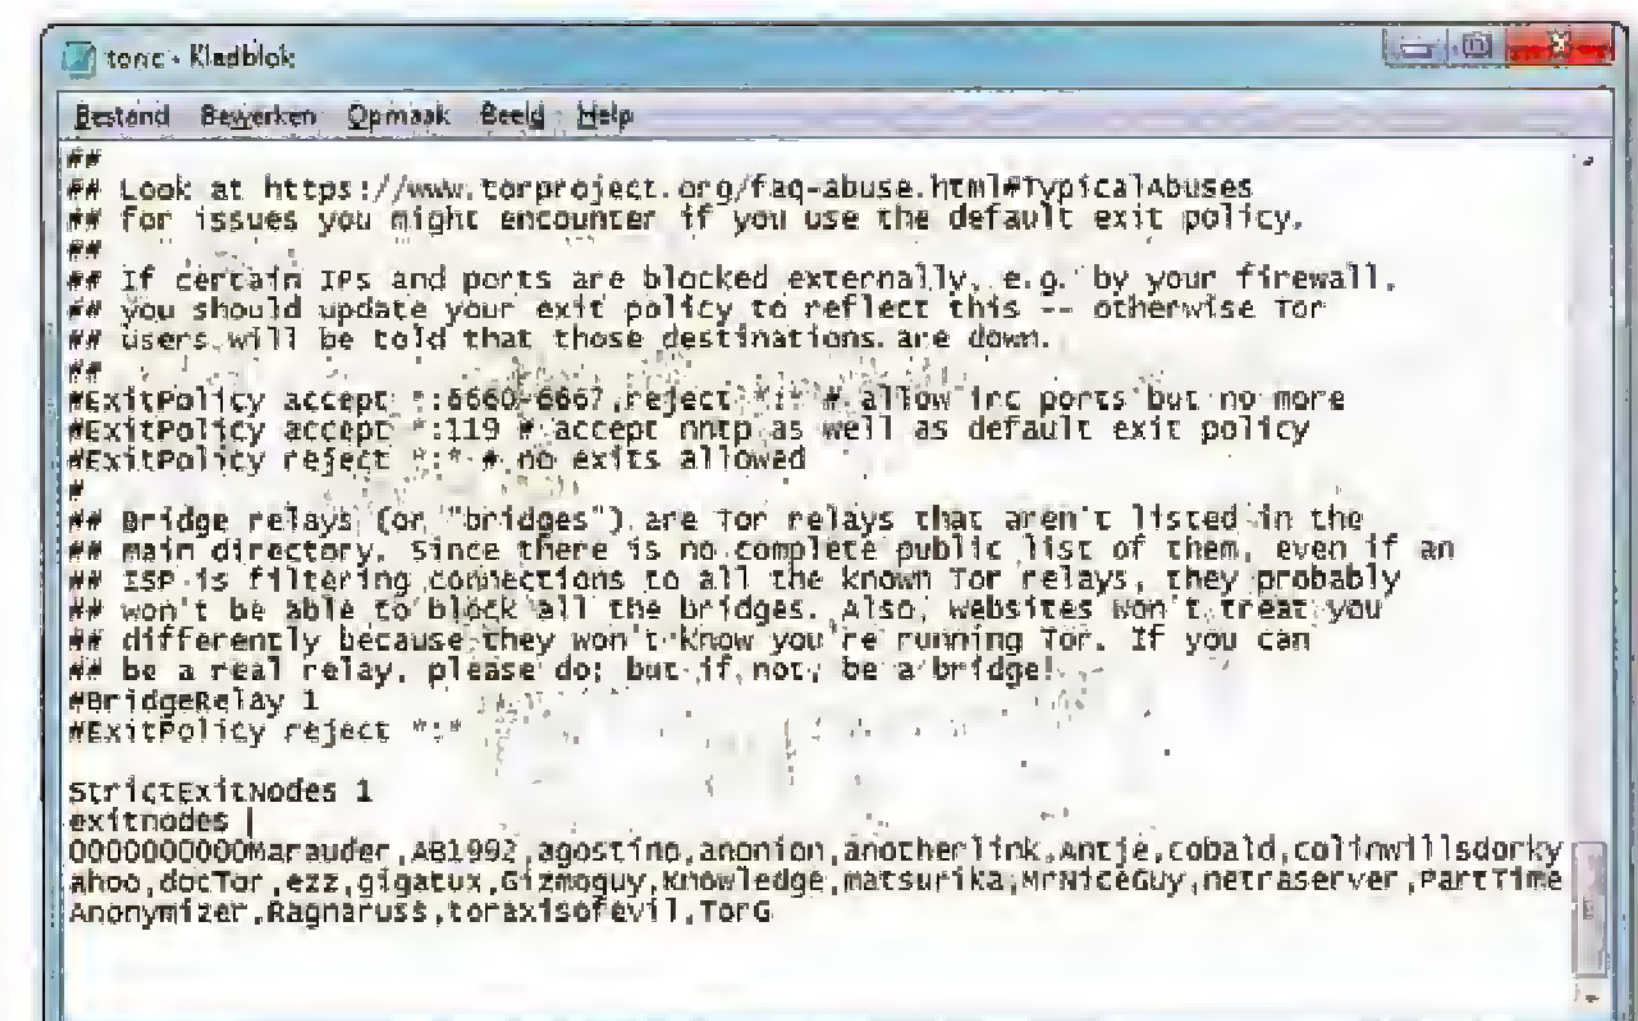 torrc - Kladblok
Bestand Bewerken Opmaak Beeld Help
##
## Look at https://www.torproject.org/faq-abuse.html#TypicalAbuses
## for issues you might encounter if you use the default exit policy.
##
## If certain IPs and ports are blocked externally, e.g. by your firewall,
## you should update your exit policy to reflect this -- otherwise Tor
## users will be told that those destinations are down.
##
#ExitPolicy accept *:6660-6667,reject *:* # allow irc ports but no more
#ExitPolicy accept *:119 # accept nntp as well as default exit policy
#ExitPolicy reject *:* # no exits allowed
#
## Bridge relays (or "bridges") are Tor relays that aren't listed in the
## main directory. Since there is no complete public list of them, even if an
## ISP is filtering connections to all the known Tor relays, they probably
## won't be able to block all the bridges. Also, websites won't treat you
## differently because they won't know you're running Tor. If you can
## be a real relay, please do; but if not, be a bridge!
#BridgeRelay 1
#ExitPolicy reject *:*
StrictExitNodes 1
exitnodes
0000000000Marauder,AB1992,agostino,anonion,anotherlink,Antje,cobald,colinwillsdorky
ahoo,docTor,ezz,gigatux,Gizmoguy,Knowledge,matsurika,MrNiceGuy,netraserver,PartTime
Anonymizer,Ragnaruss,toraxisofevil,TorG